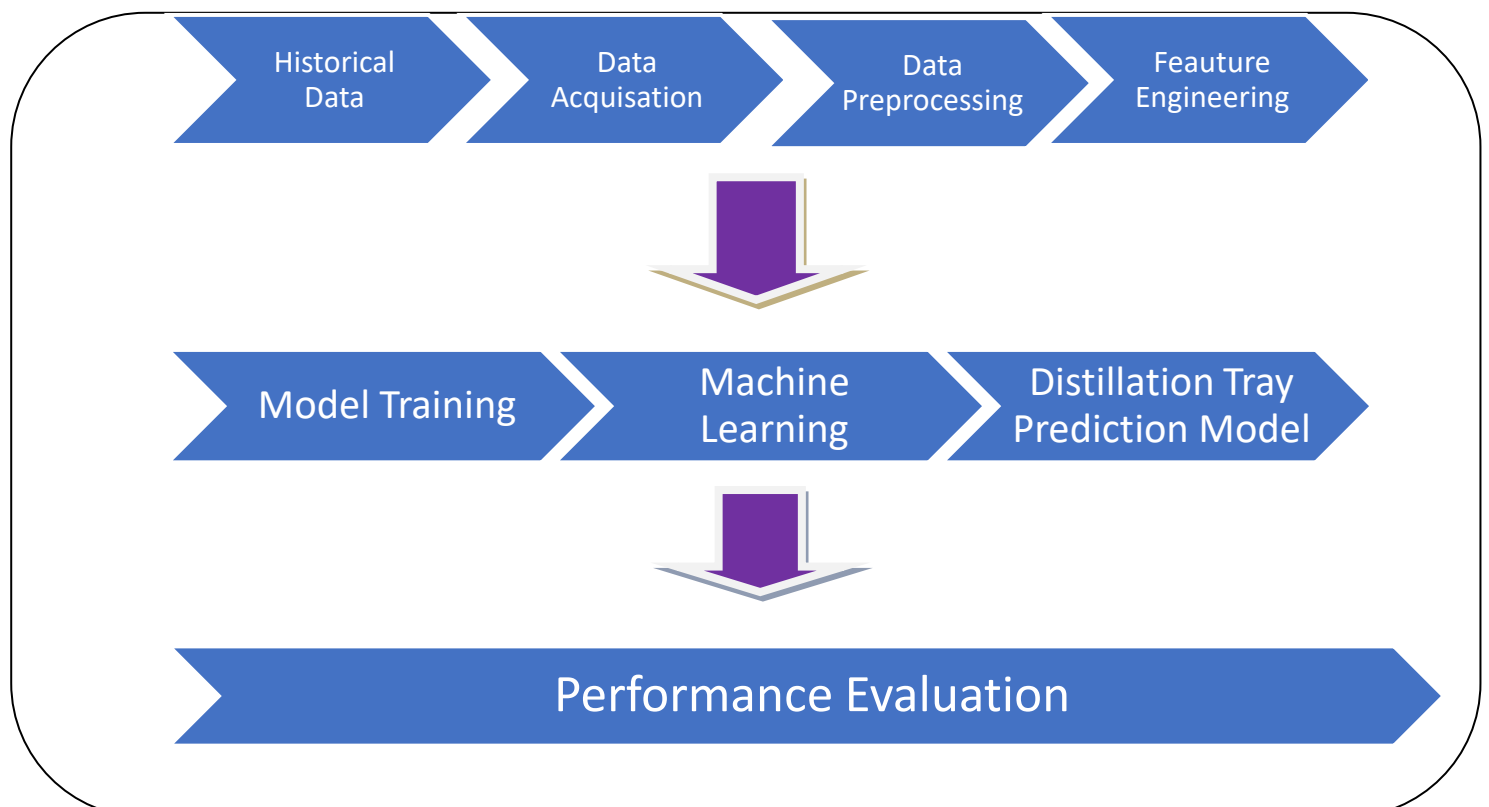 Historical
Data
Data
Acquisation
Data
Preprocessing
Feauture
Engineering
Model Training
Machine
Learning
Distillation Tray
Prediction Model
Performance Evaluation